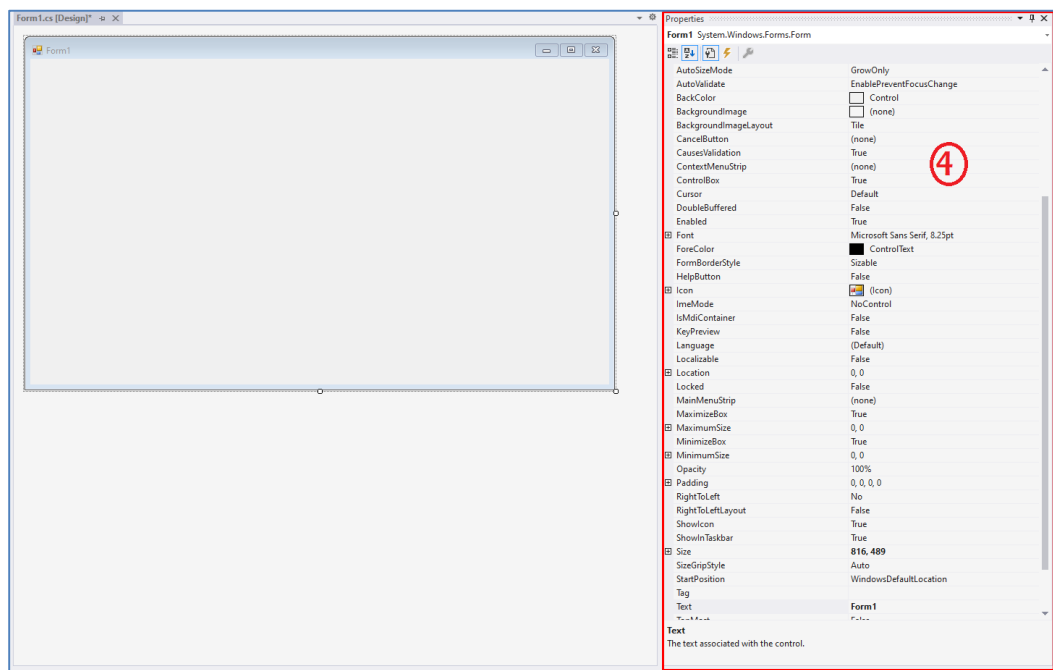 Form1.cs [Design]*
Form1
Properties
Form1 System.Windows.Forms.Form
AutoSizeMode GrowOnly
AutoValidate EnablePreventFocusChange
BackColor Control
BackgroundImage (none)
BackgroundImageLayout Tile
CancelButton (none)
CausesValidation True
ContextMenuStrip (none)
ControlBox True
Cursor Default
DoubleBuffered False
Enabled True
Font Microsoft Sans Serif, 8.25pt
ForeColor ControlText
FormBorderStyle Sizable
HelpButton False
Icon (Icon)
ImeMode NoControl
IsMdiContainer False
KeyPreview False
Language (Default)
Localizable False
Location 0, 0
Locked False
MainMenuStrip (none)
MaximizeBox True
MaximumSize 0, 0
MinimizeBox True
MinimumSize 0, 0
Opacity 100%
Padding 0, 0, 0, 0
RightToLeft No
RightToLeftLayout False
ShowIcon True
ShowInTaskbar True
Size 816, 489
SizeGripStyle Auto
StartPosition WindowsDefaultLocation
Tag
Text Form1
TopMost False
Text
The text associated with the control.
4